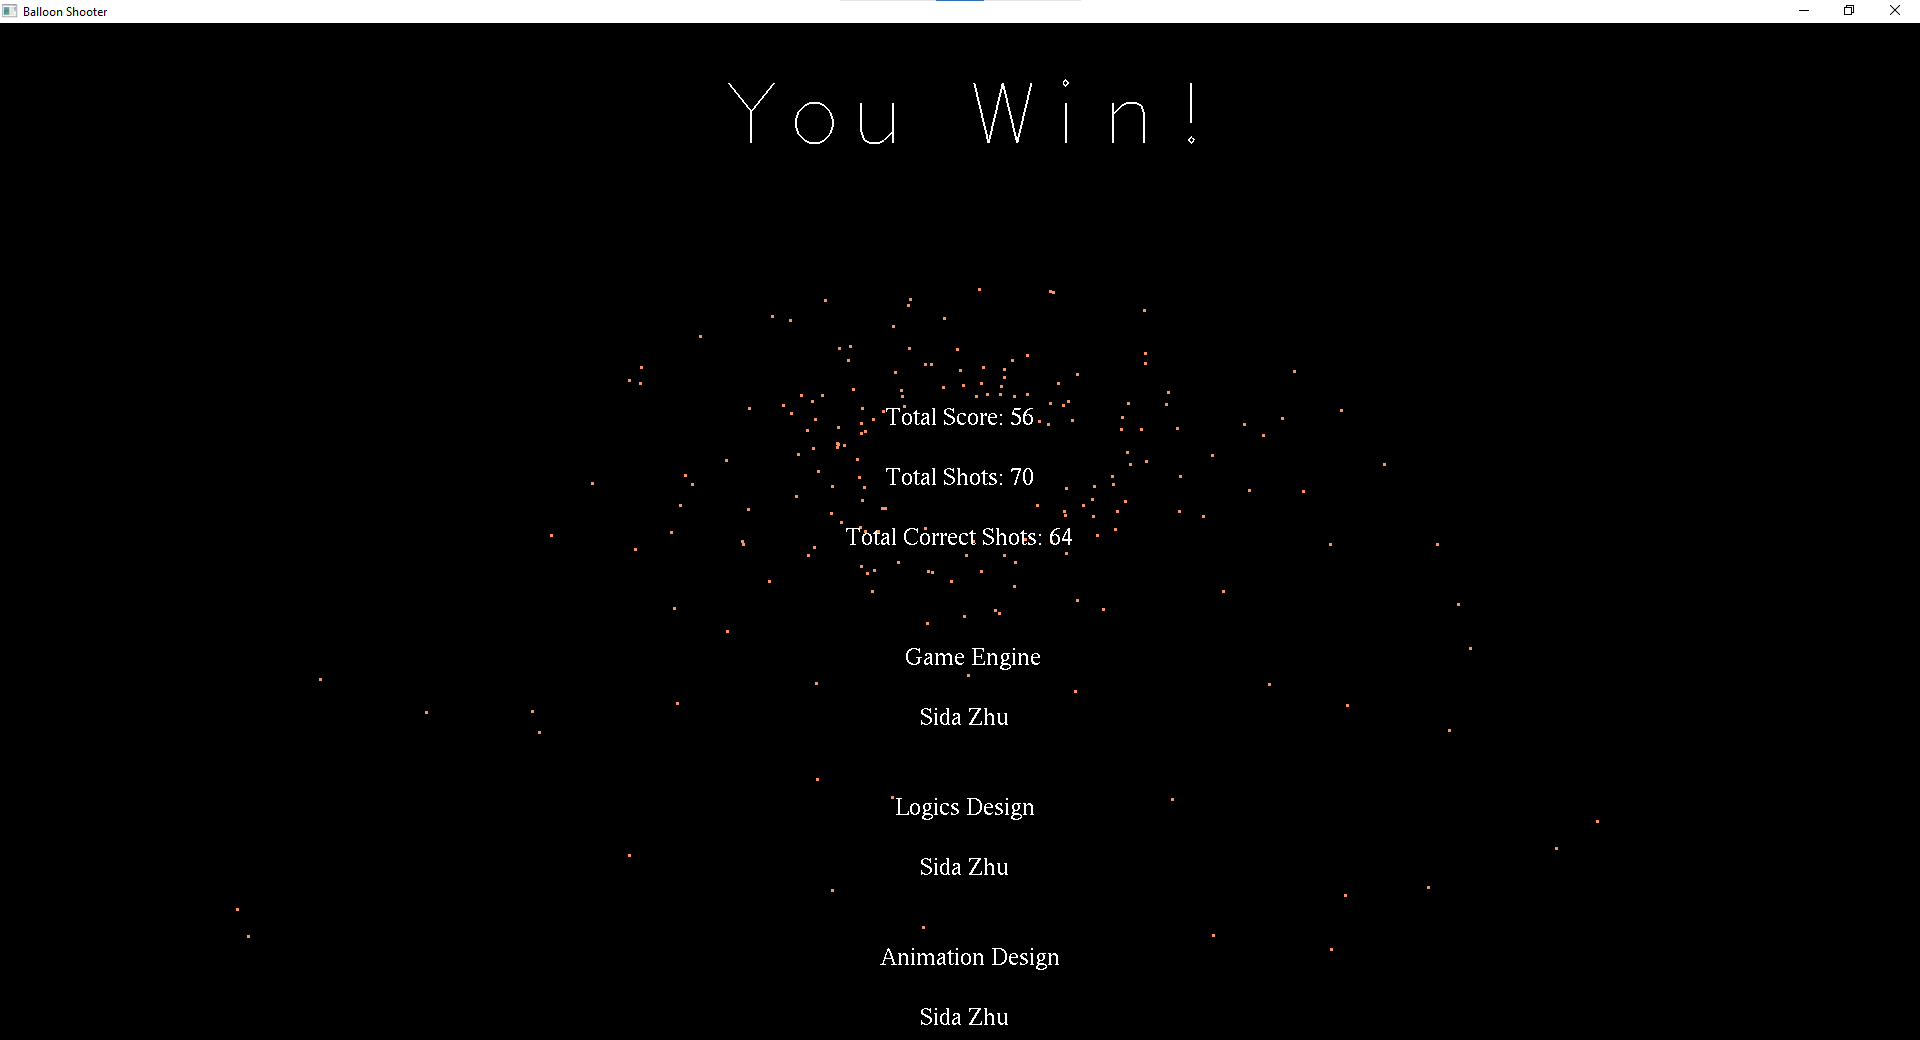 Balloon Shooter
You Win!
Total Score: 56
Total Shots: 70
Total Correct Shots: 64
Game Engine
Sida Zhu
Logics Design
Sida Zhu
Animation Design
Sida Zhu